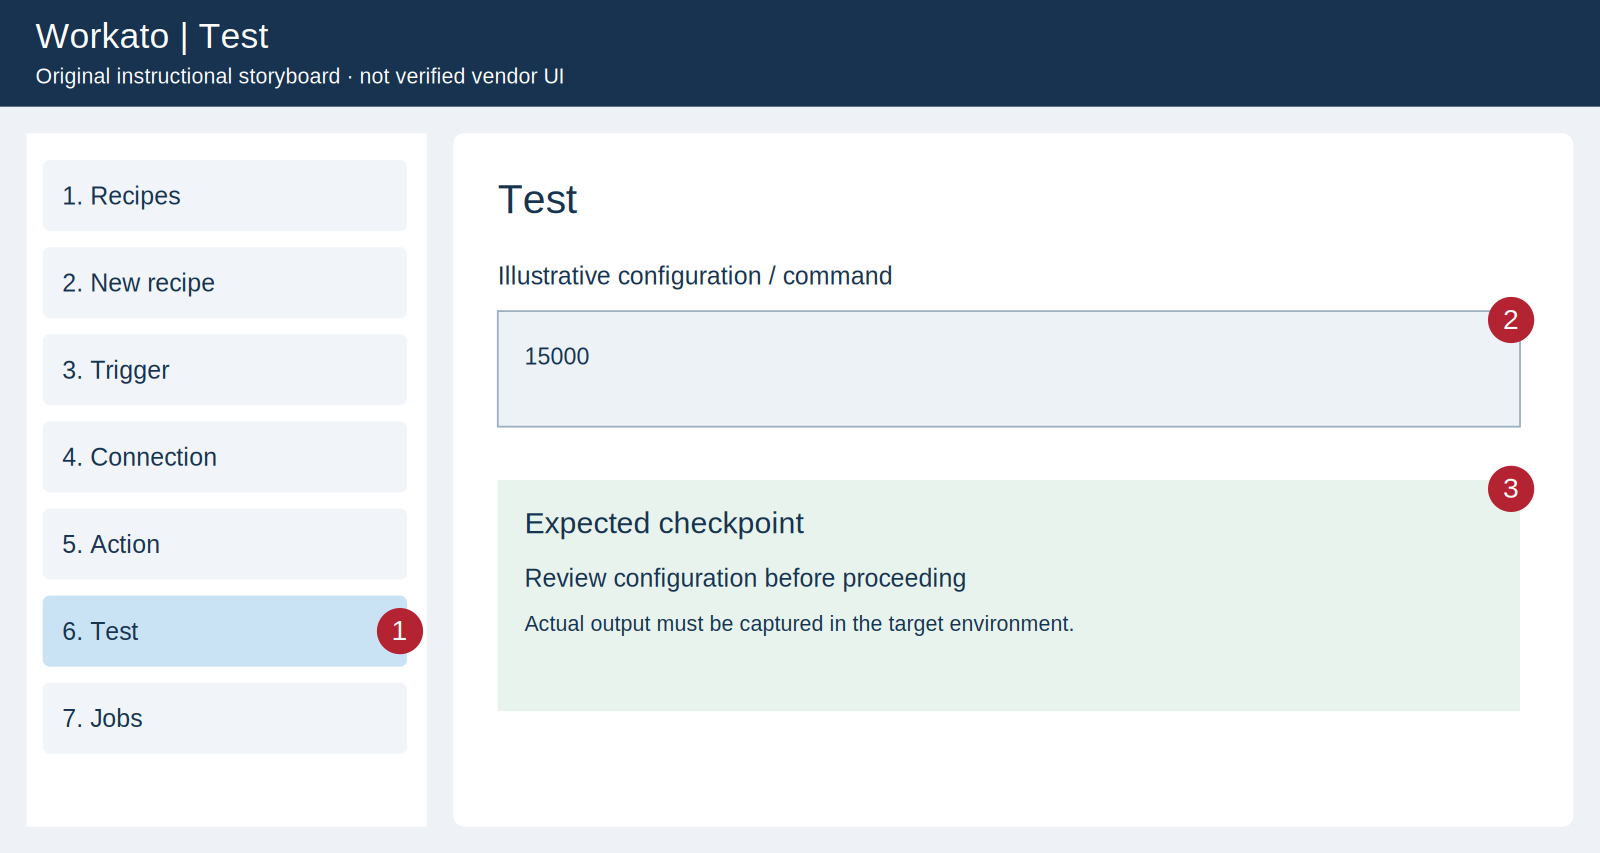 Workato | Test
Original instructional storyboard · not verified vendor UI
1. Recipes
2. New recipe
3. Trigger
4. Connection
5. Action
6. Test
1
7. Jobs
Test
Illustrative configuration / command
2
15000
3
Expected checkpoint
Review configuration before proceeding
Actual output must be captured in the target environment.